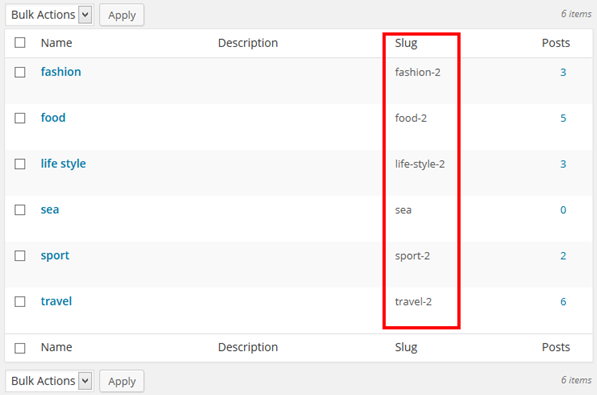 Bulk Actions Apply 6 items
Name Description Slug Posts
fashion fashion-2 3
food food-2 5
life style life-style-2 3
sea sea 0
sport sport-2 2
travel travel-2 6
Name Description Slug Posts
Bulk Actions Apply 6 items